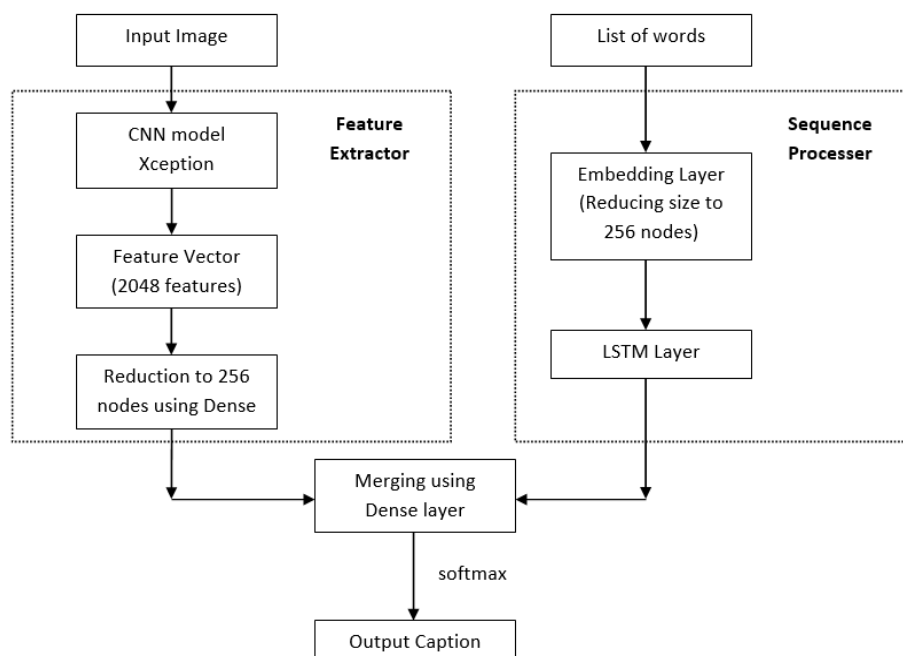 Input Image
List of words
CNN model
Xception
Feature
Extractor
Sequence
Processer
Embedding Layer
(Reducing size to
256 nodes)
Feature Vector
(2048 features)
LSTM Layer
Reduction to 256
nodes using Dense
Merging using
Dense layer
softmax
Output Caption